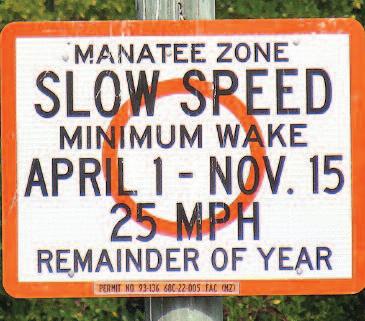 MANATEE ZONE
SLOW SPEED
MINIMUM WAKE
APRIL 1 - NOV. 15
25 MPH
REMAINDER OF YEAR
PERMIT NO 93-136 68C-22-005 FAC (M2)